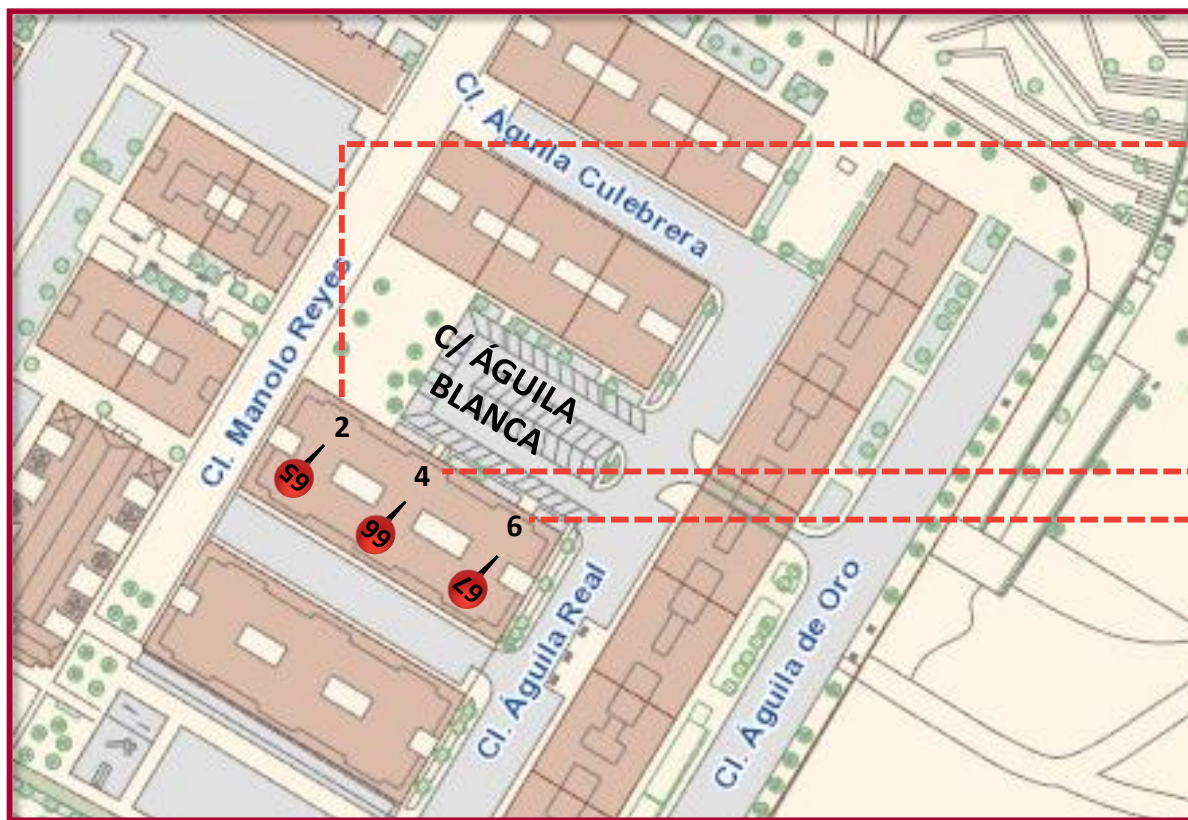 C/. Águila Culebrera
Cl. Manolo Reyes
C/ ÁGUILA
BLANCA
2
65
4
66
6
67
Cl. Águila Real
Cl. Águila de Oro